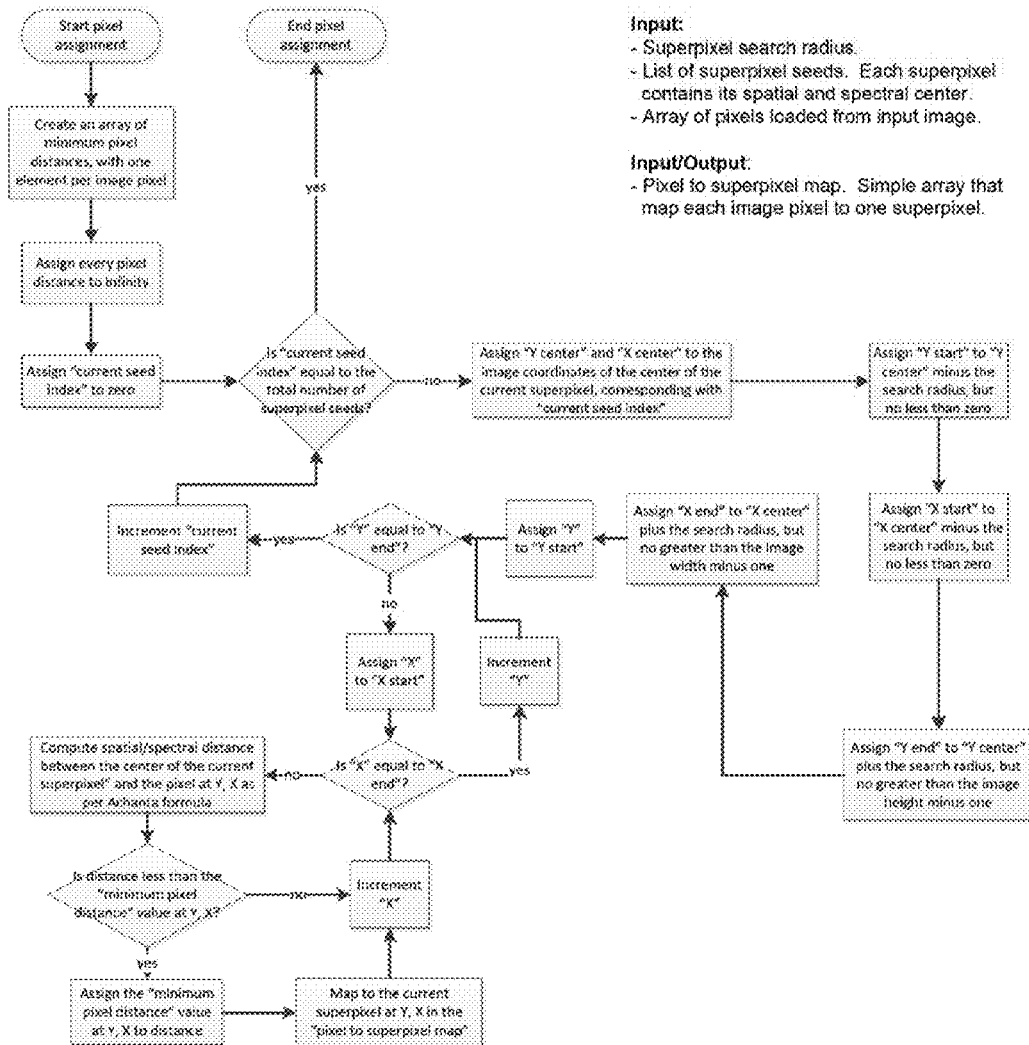 Start pixel
assignment
End pixel
assignment
Input:
- Superpixel search radius.
- List of superpixel seeds. Each superpixel
contains its spatial and spectral center.
- Array of pixels loaded from input image.
Input/Output:
- Pixel to superpixel map. Simple array that
map each image pixel to one superpixel.
Create an array of
minimum pixel
distances, with one
element per image pixel
yes
Assign every pixel
distance to infinity
Assign "current seed
index" to zero
Is "current seed
index" equal to the
total number of
superpixel seeds?
no
Assign "Y center" and "X center" to the
image coordinates of the center of the
current superpixel, corresponding with
"current seed index"
Assign "Y start" to "Y
center" minus the
search radius, but
no less than zero
Increment "current
seed index"
yes
Is "Y" equal to "Y
end"?
Assign "Y"
to "Y start"
Assign "X end" to "X center"
plus the search radius, but
no greater than the image
width minus one
Assign "X start" to
"X center" minus the
search radius, but
no less than zero
no
Assign "X"
to "X start"
Increment
"Y"
Compute spatial/spectral distance
between the center of the current
superpixel" and the pixel at Y, X as
per Achanta formula
no
Is "X" equal to "X
end"?
yes
Assign "Y end" to "Y center"
plus the search radius, but
no greater than the image
height minus one
Is distance less than the
"minimum pixel
distance" value at Y, X?
no
Increment
"X"
yes
Assign the "minimum
pixel distance" value
at Y, X to distance
Map to the current
superpixel at Y, X in the
"pixel to superpixel map"